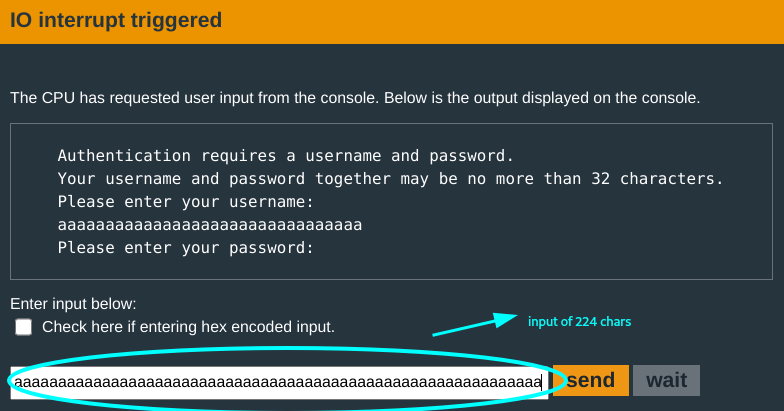 IO interrupt triggered
The CPU has requested user input from the console. Below is the output displayed on the console.
Authentication requires a username and password.
Your username and password together may be no more than 32 characters.
Please enter your username:
aaaaaaaaaaaaaaaaaaaaaaaaaaaaaaaa
Please enter your password:
Enter input below:
Check here if entering hex encoded input.
input of 224 chars
aaaaaaaaaaaaaaaaaaaaaaaaaaaaaaaaaaaaaaaaaaaaaaaaaaaaaaaaaaaa
send wait